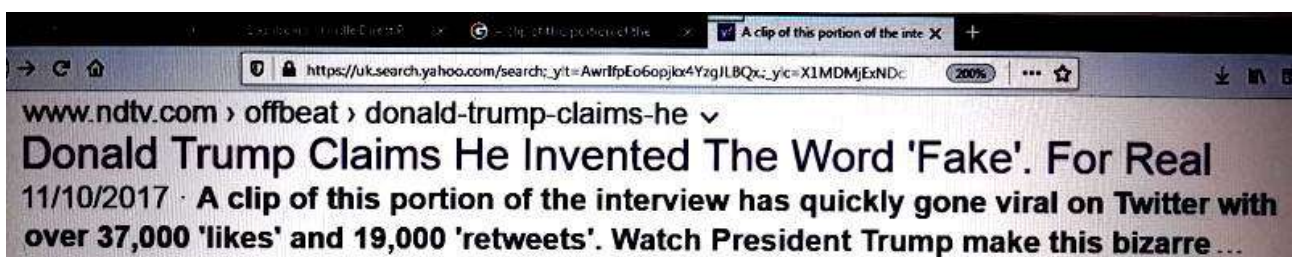 A clip of this portion of the inte X +
https://uk.search.yahoo.com/search;_ylt=AwrIfpEo6opjkx4YzgJLBQx.;_ylc=X1MDMjExNDc 200%
www.ndtv.com › offbeat › donald-trump-claims-he
Donald Trump Claims He Invented The Word 'Fake'. For Real
11/10/2017 · A clip of this portion of the interview has quickly gone viral on Twitter with
over 37,000 'likes' and 19,000 'retweets'. Watch President Trump make this bizarre...